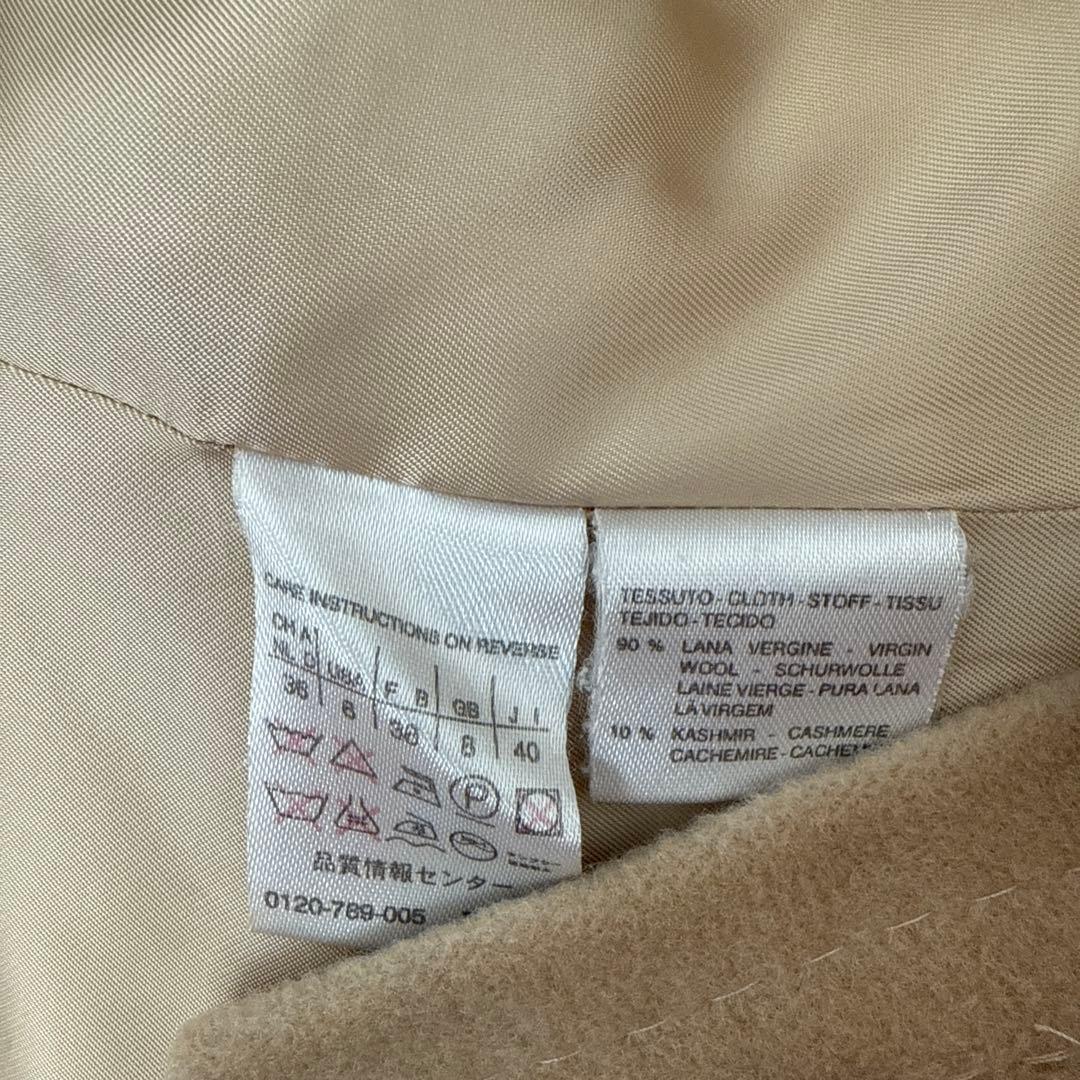 CARE INSTRUCTIONS ON REVERSE
CH A
NL D USA F B GB J I
36 6 36 8 40
P
品質情報センター
0120-789-005
TESSUTO - CLOTH - STOFF - TISSU
TEJIDO - TECIDO
90 % LANA VERGINE - VIRGIN
WOOL - SCHURWOLLE
LAINE VIERGE - PURA LANA
LA VIRGEM
10 % KASHMIR - CASHMERE
CACHEMIRE -